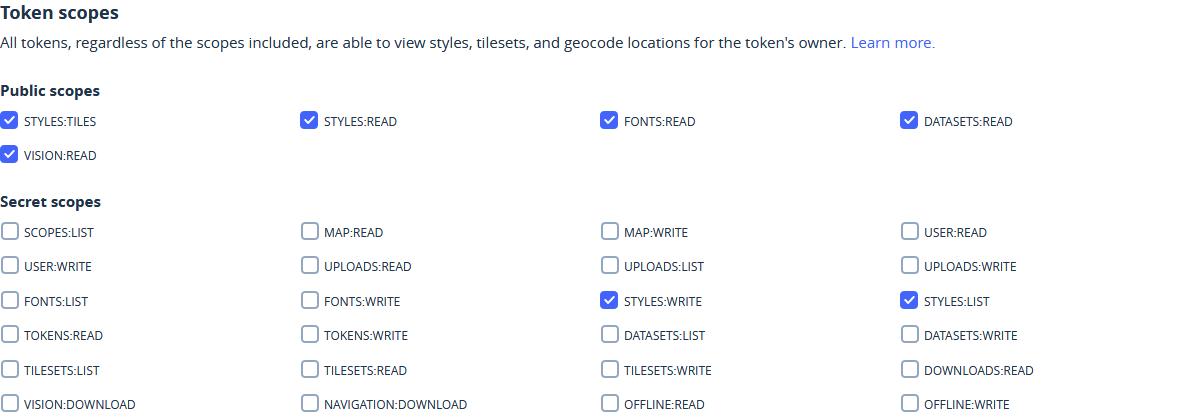 Token scopes
All tokens, regardless of the scopes included, are able to view styles, tilesets, and geocode locations for the token's owner. Learn more.
Public scopes
STYLES:TILES STYLES:READ FONTS:READ DATASETS:READ
VISION:READ
Secret scopes
SCOPES:LIST MAP:READ MAP:WRITE USER:READ
USER:WRITE UPLOADS:READ UPLOADS:LIST UPLOADS:WRITE
FONTS:LIST FONTS:WRITE STYLES:WRITE STYLES:LIST
TOKENS:READ TOKENS:WRITE DATASETS:LIST DATASETS:WRITE
TILESETS:LIST TILESETS:READ TILESETS:WRITE DOWNLOADS:READ
VISION:DOWNLOAD NAVIGATION:DOWNLOAD OFFLINE:READ OFFLINE:WRITE